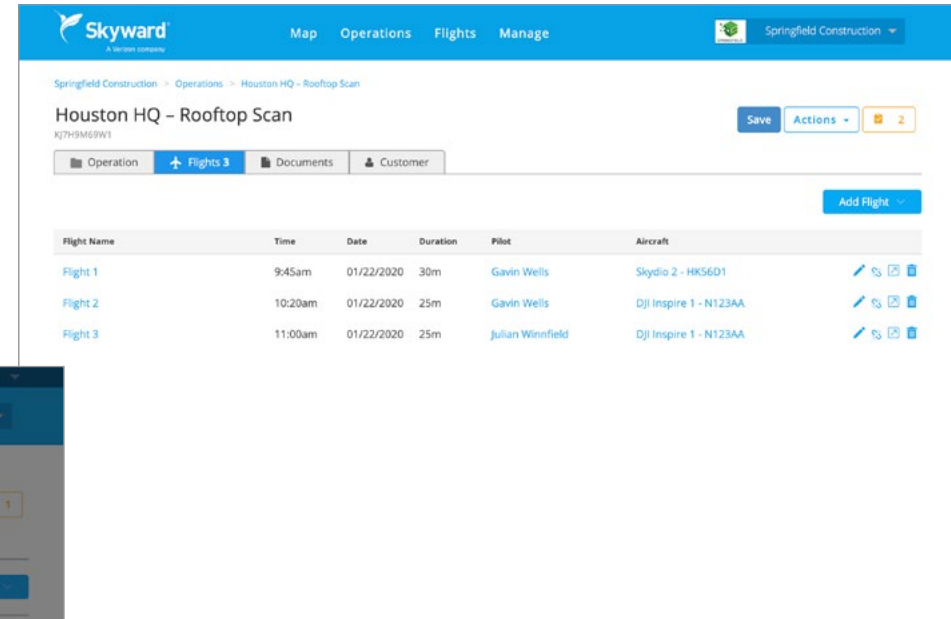 Skyward
A Verizon company
Map Operations Flights Manage
Springfield Construction
Springfield Construction > Operations > Houston HQ – Rooftop Scan
Houston HQ – Rooftop Scan
KJ7H9M69W1
Save Actions 2
Operation Flights 3 Documents Customer
Add Flight
Flight Name Time Date Duration Pilot Aircraft
Flight 1 9:45am 01/22/2020 30m Gavin Wells Skydio 2 - HKS6D1
Flight 2 10:20am 01/22/2020 25m Gavin Wells DJI Inspire 1 - N123AA
Flight 3 11:00am 01/22/2020 25m Julian Winnfield DJI Inspire 1 - N123AA
1